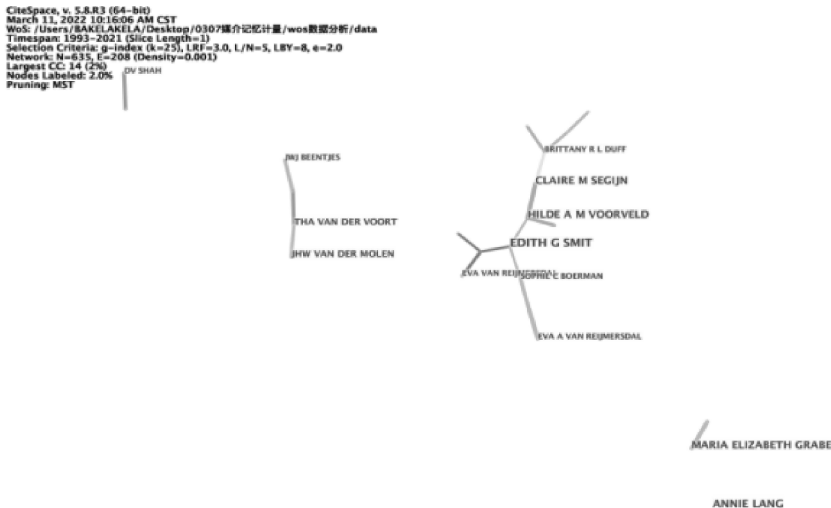 CiteSpace, v. 5.8.R3 (64-bit)
March 11, 2022 10:16:06 AM CST
WoS: /Users/BAKELAKELA/Desktop/0307媒介记忆计量/wos数据分析/data
Timespan: 1993-2021 (Slice Length=1)
Selection Criteria: g-index (k=25), LRF=3.0, L/N=5, LBY=8, e=2.0
Network: N=635, E=208 (Density=0.001)
Largest CC: 14 (2%)
Nodes Labeled: 2.0%
Pruning: MST
DV SHAH
BRITTANY R L DUFF
JWJ BEENTJES
CLAIRE M SEGIJN
HILDE A M VOORVELD
THA VAN DER VOORT
EDITH G SMIT
JHW VAN DER MOLEN
EVA VAN REIJMERSDAL
SOPHIE C BOERMAN
EVA A VAN REIJMERSDAL
MARIA ELIZABETH GRABE
ANNIE LANG